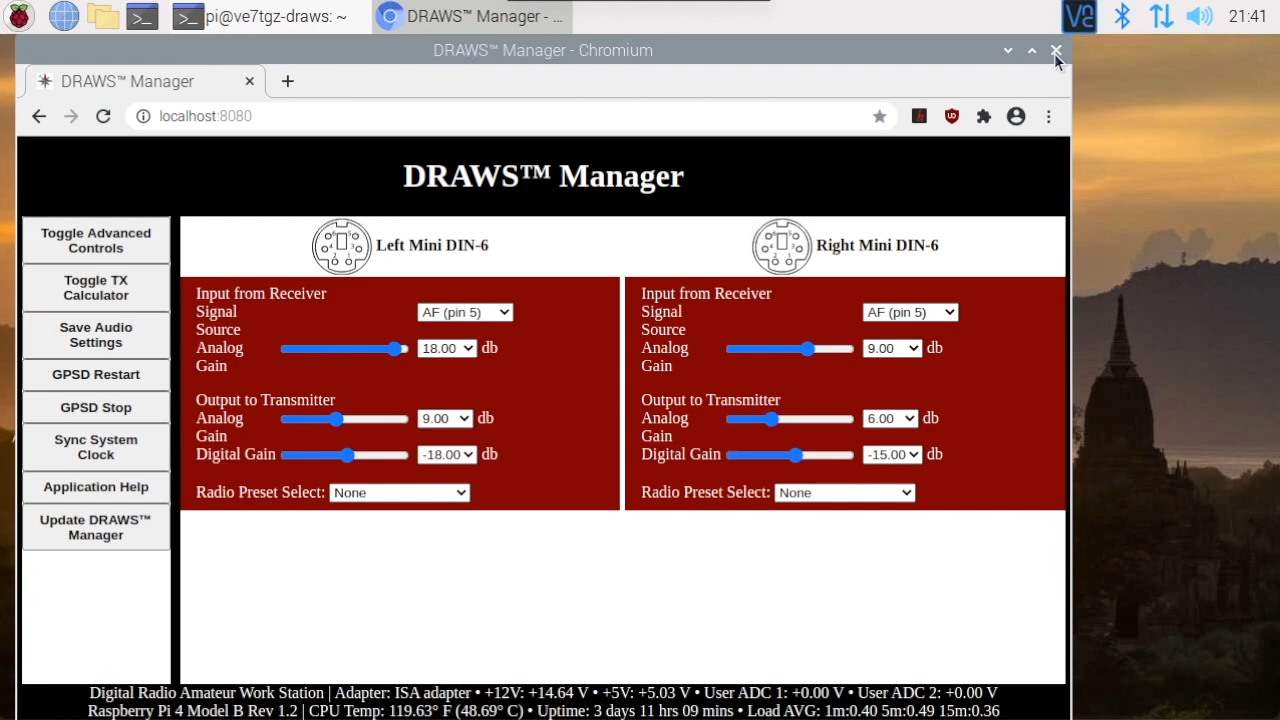 pi@ve7tgz-draws: ~
DRAWS™ Manager - ...
21:41
DRAWS™ Manager - Chromium
DRAWS™ Manager
localhost:8080
DRAWS™ Manager
Toggle Advanced
Controls
Toggle TX
Calculator
Save Audio
Settings
GPSD Restart
GPSD Stop
Sync System
Clock
Application Help
Update DRAWS™
Manager
Left Mini DIN-6
Input from Receiver
Signal
Source
AF (pin 5)
Analog
Gain
18.00 db
Output to Transmitter
Analog
Gain
9.00 db
Digital Gain -18.00 db
Radio Preset Select: None
Right Mini DIN-6
Input from Receiver
Signal
Source
AF (pin 5)
Analog
Gain
9.00 db
Output to Transmitter
Analog
Gain
6.00 db
Digital Gain -15.00 db
Radio Preset Select: None
Digital Radio Amateur Work Station | Adapter: ISA adapter • +12V: +14.64 V • +5V: +5.03 V • User ADC 1: +0.00 V • User ADC 2: +0.00 V
Raspberry Pi 4 Model B Rev 1.2 | CPU Temp: 119.63° F (48.69° C) • Uptime: 3 days 11 hrs 09 mins • Load AVG: 1m:0.40 5m:0.49 15m:0.36